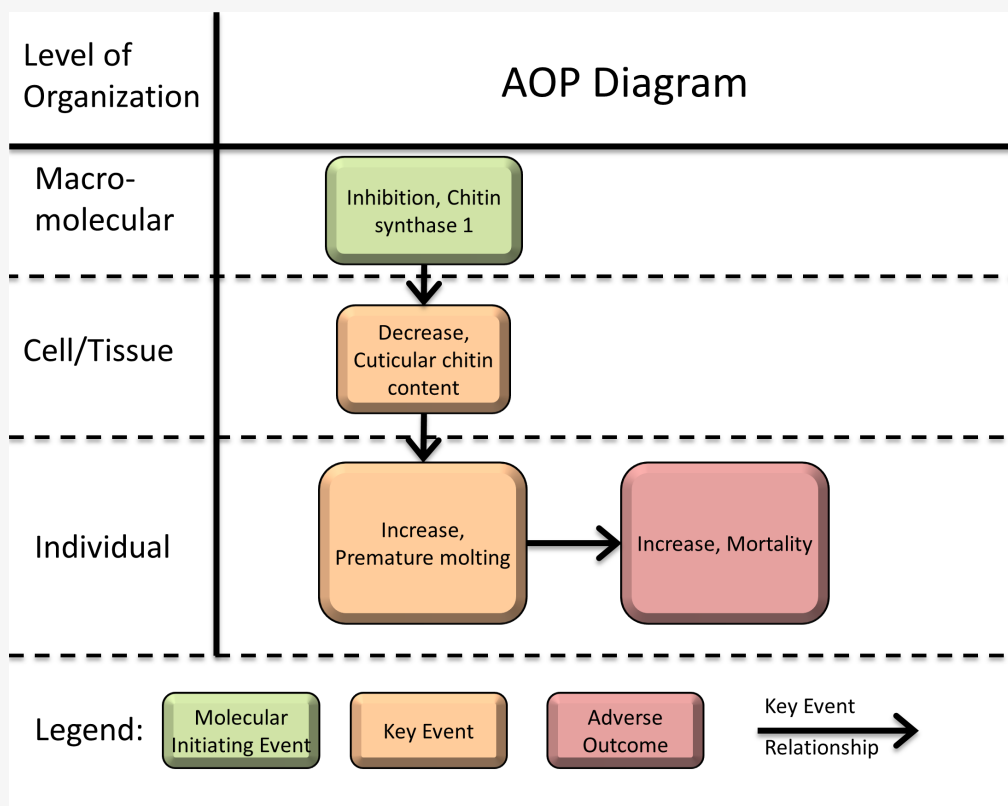 Level of
Organization
AOP Diagram
Macro-
molecular
Inhibition, Chitin
synthase 1
Cell/Tissue
Decrease,
Cuticular chitin
content
Individual
Increase,
Premature molting
Increase, Mortality
Legend:
Molecular
Initiating Event
Key Event
Adverse
Outcome
Key Event
Relationship